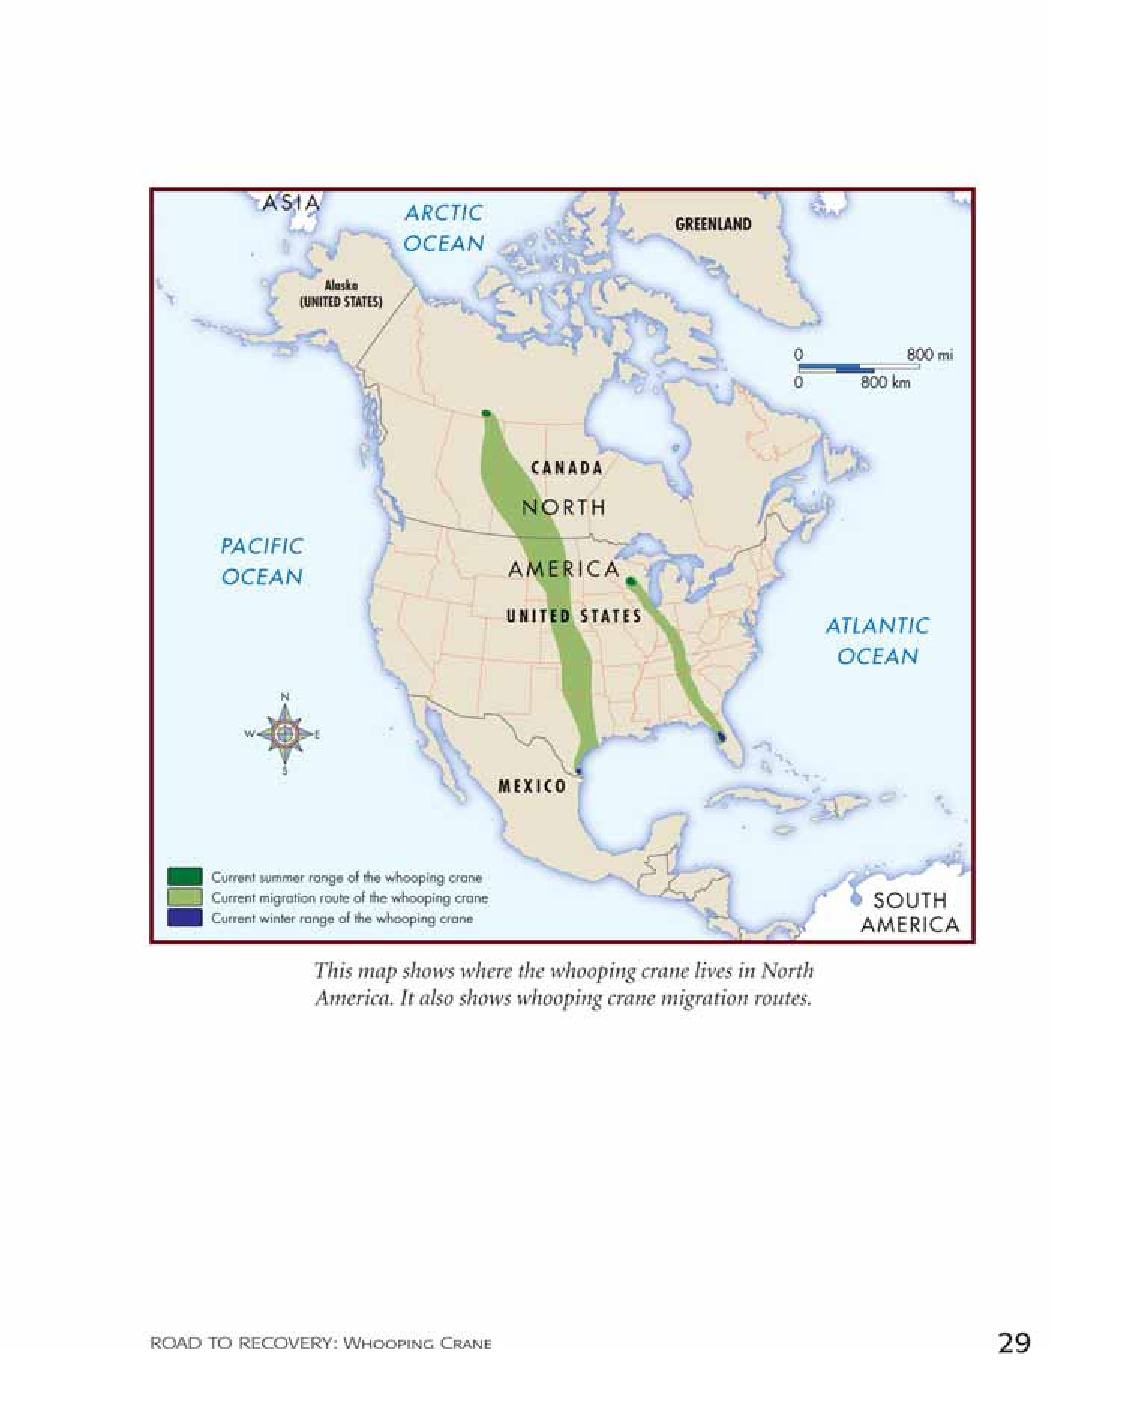 ASIA
ARCTIC
OCEAN
GREENLAND
Alaska
(UNITED STATES)
0 800 mi
0 800 km
CANADA
NORTH
PACIFIC
OCEAN
AMERICA
UNITED STATES
ATLANTIC
OCEAN
N
W E
S
MEXICO
Current summer range of the whooping crane
Current migration route of the whooping crane
Current winter range of the whooping crane
SOUTH
AMERICA
This map shows where the whooping crane lives in North
America. It also shows whooping crane migration routes.
ROAD TO RECOVERY: WHOOPING CRANE 29